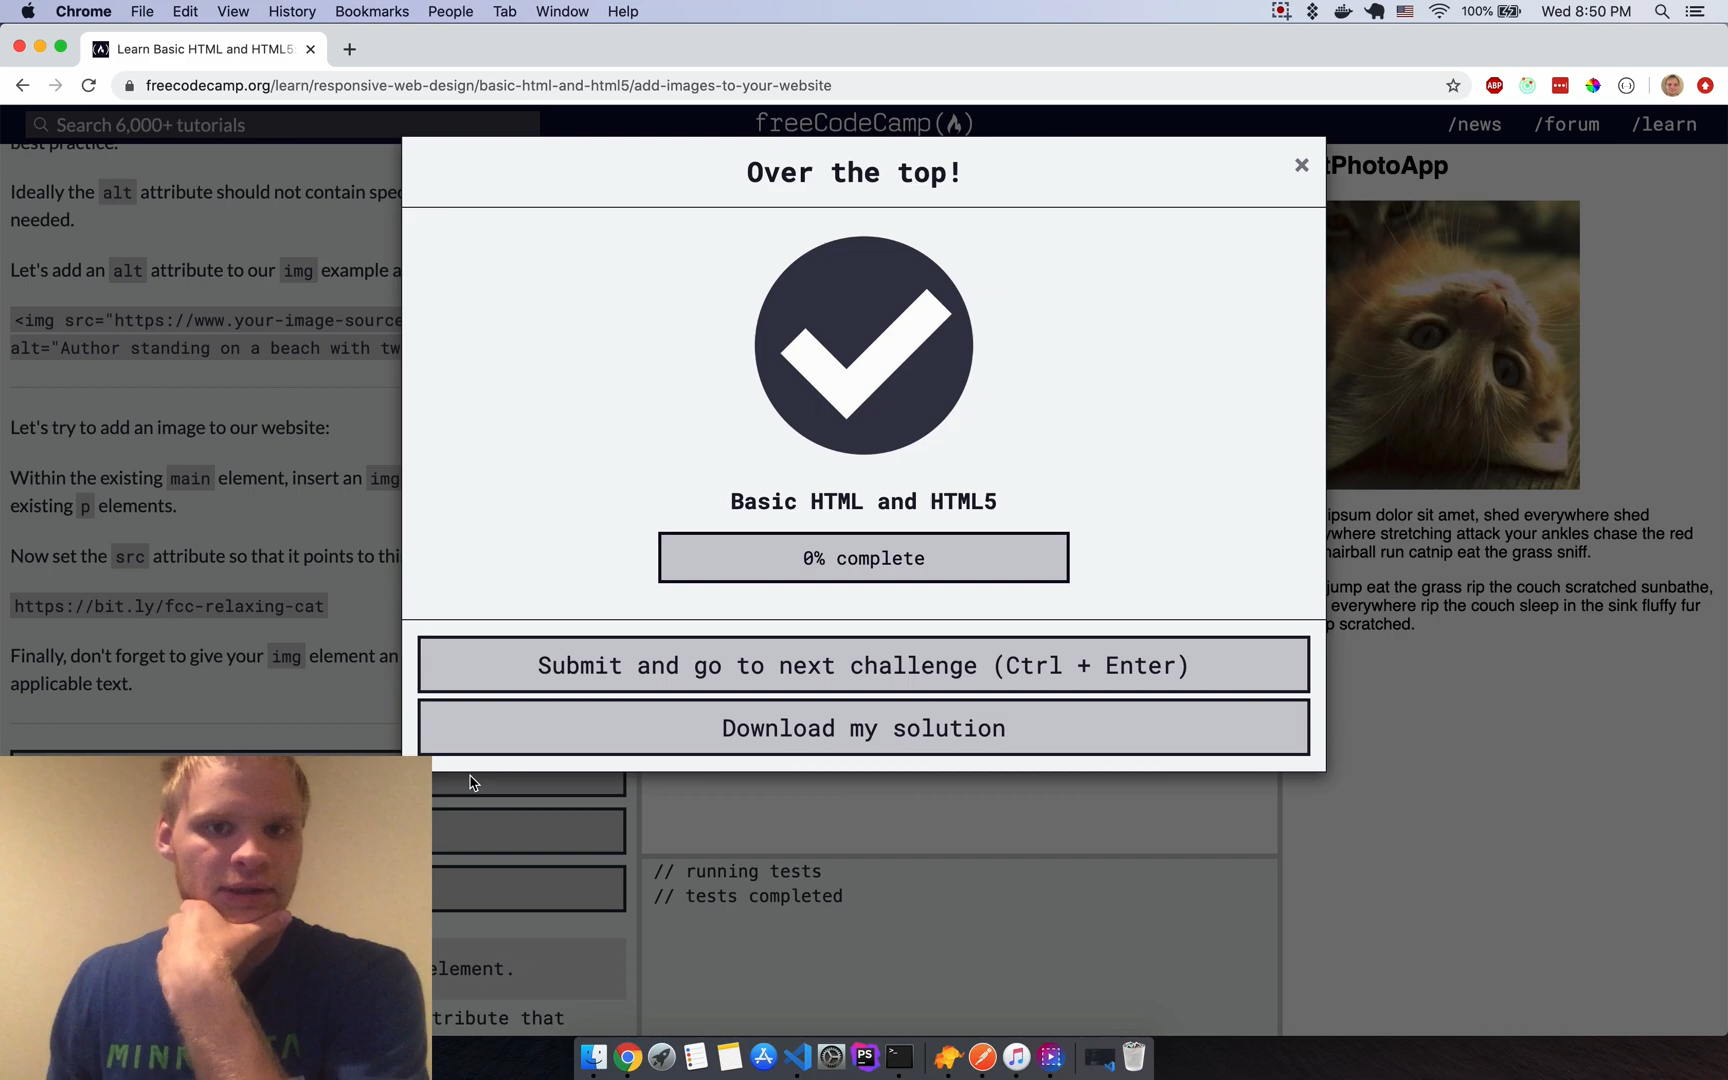 Chrome File Edit View History Bookmarks People Tab Window Help 100% Wed 8:50 PM
Learn Basic HTML and HTML5:
freecodecamp.org/learn/responsive-web-design/basic-html-and-html5/add-images-to-your-website
ABP
Search 6,000+ tutorials
freeCodeCamp
/news /forum /learn
best practice.
Ideally the alt attribute should not contain spec
needed.
Let's add an alt attribute to our img example a
<img src="https://www.your-image-source
alt="Author standing on a beach with tw
Let's try to add an image to our website:
Within the existing main element, insert an img
existing p elements.
Now set the src attribute so that it points to thi
https://bit.ly/fcc-relaxing-cat
Finally, don't forget to give your img element an
applicable text.
Over the top!
×
Basic HTML and HTML5
0% complete
Submit and go to next challenge (Ctrl + Enter)
Download my solution
tPhotoApp
ipsum dolor sit amet, shed everywhere shed
ywhere stretching attack your ankles chase the red
hairball run catnip eat the grass sniff.
jump eat the grass rip the couch scratched sunbathe,
everywhere rip the couch sleep in the sink fluffy fur
p scratched.
element.
tribute that
// running tests
// tests completed
PS